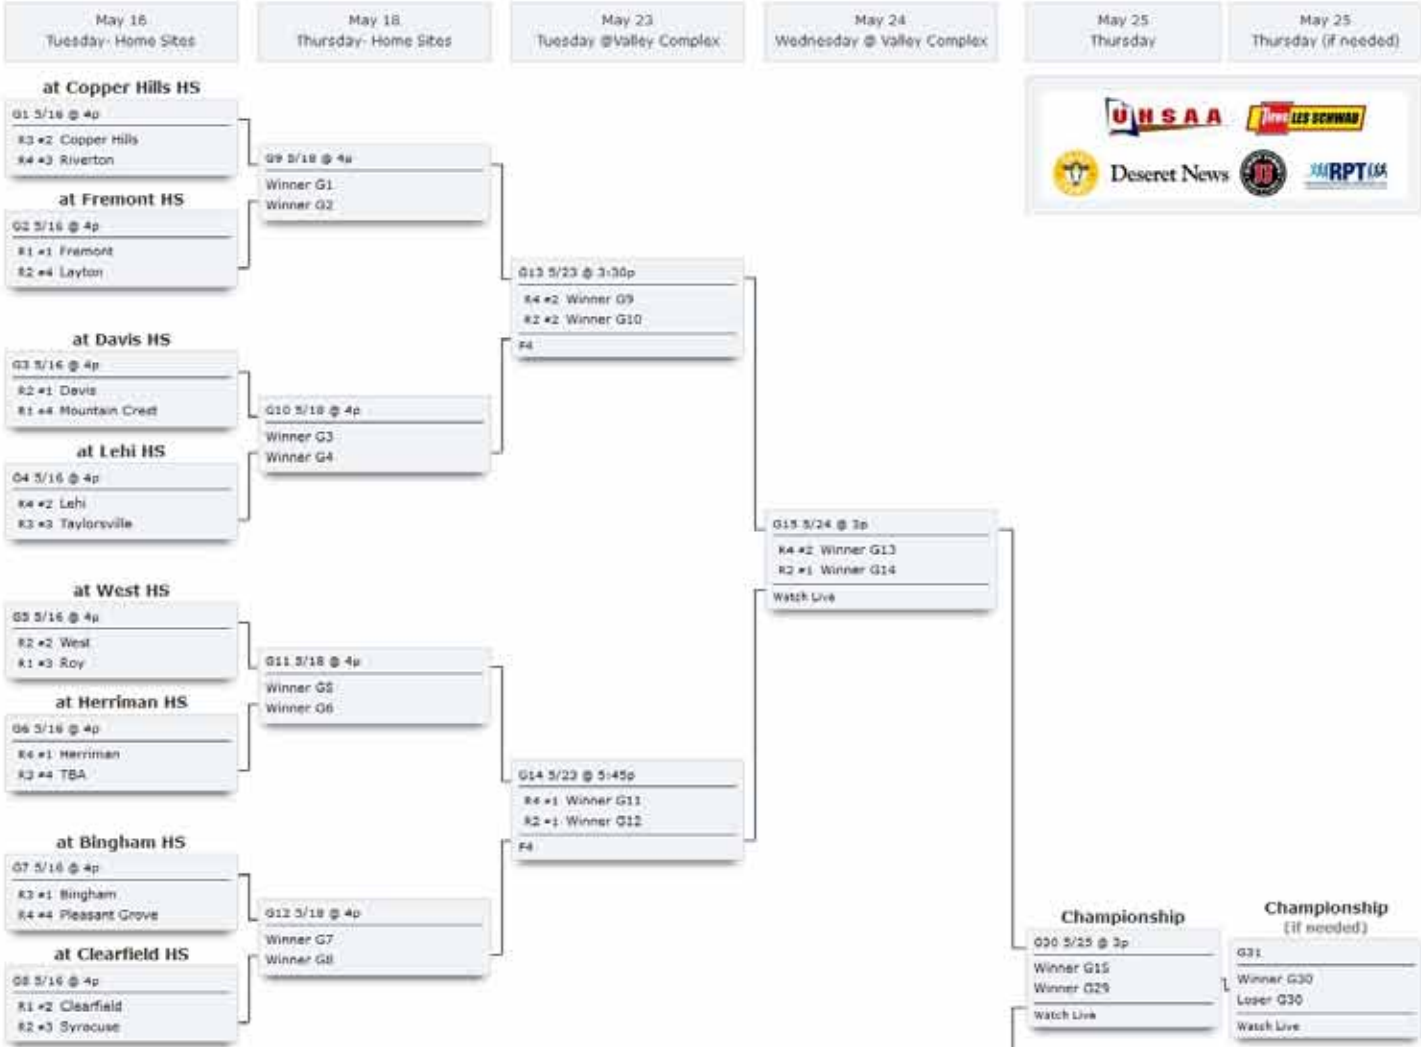 May 16
Tuesday- Home Sites
May 18
Thursday- Home Sites
May 23
Tuesday @Valley Complex
May 24
Wednesday @ Valley Complex
May 25
Thursday
May 25
Thursday (if needed)
at Copper Hills HS
G1 5/16 @ 4p
R3 #2 Copper Hills
R4 #3 Riverton
at Fremont HS
G2 5/16 @ 4p
R1 #1 Fremont
R2 #4 Layton
at Davis HS
G3 5/16 @ 4p
R2 #1 Davis
R1 #4 Mountain Crest
at Lehi HS
G4 5/16 @ 4p
R4 #2 Lehi
R3 #3 Taylorsville
at West HS
G5 5/16 @ 4p
R2 #2 West
R1 #3 Roy
at Herriman HS
G6 5/16 @ 4p
R4 #1 Herriman
R3 #4 TBA
at Bingham HS
G7 5/16 @ 4p
R3 #1 Bingham
R4 #4 Pleasant Grove
at Clearfield HS
G8 5/16 @ 4p
R1 #2 Clearfield
R2 #3 Syracuse
G9 5/18 @ 4p
Winner G1
Winner G2
G10 5/18 @ 4p
Winner G3
Winner G4
G11 5/18 @ 4p
Winner G5
Winner G6
G12 5/18 @ 4p
Winner G7
Winner G8
G13 5/23 @ 3:30p
R4 #2 Winner G9
R2 #2 Winner G10
F4
G14 5/23 @ 5:45p
R4 #1 Winner G11
R2 #1 Winner G12
F4
G15 5/24 @ 3p
R4 #2 Winner G13
R2 #1 Winner G14
Watch Live
UHSAA
Tires LES SCHWAB
Deseret News
RPT
Championship
G30 5/25 @ 3p
Winner G15
Winner G29
Watch Live
Championship
(if needed)
G31
Winner G30
Loser G30
Watch Live